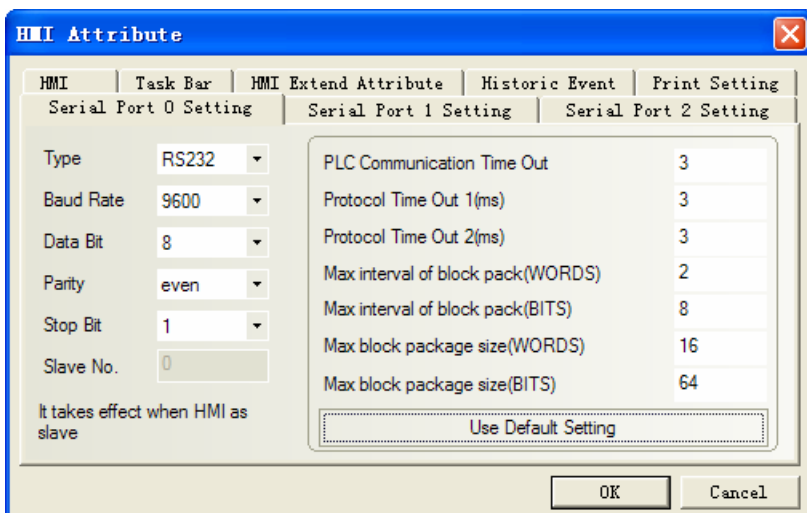 HMI Attribute
HMI
Task Bar
HMI Extend Attribute
Historic Event
Print Setting
Serial Port 0 Setting
Serial Port 1 Setting
Serial Port 2 Setting
Type RS232
Baud Rate 9600
Data Bit 8
Parity even
Stop Bit 1
Slave No. 0
It takes effect when HMI as
slave
PLC Communication Time Out 3
Protocol Time Out 1(ms) 3
Protocol Time Out 2(ms) 3
Max interval of block pack(WORDS) 2
Max interval of block pack(BITS) 8
Max block package size(WORDS) 16
Max block package size(BITS) 64
Use Default Setting
OK
Cancel